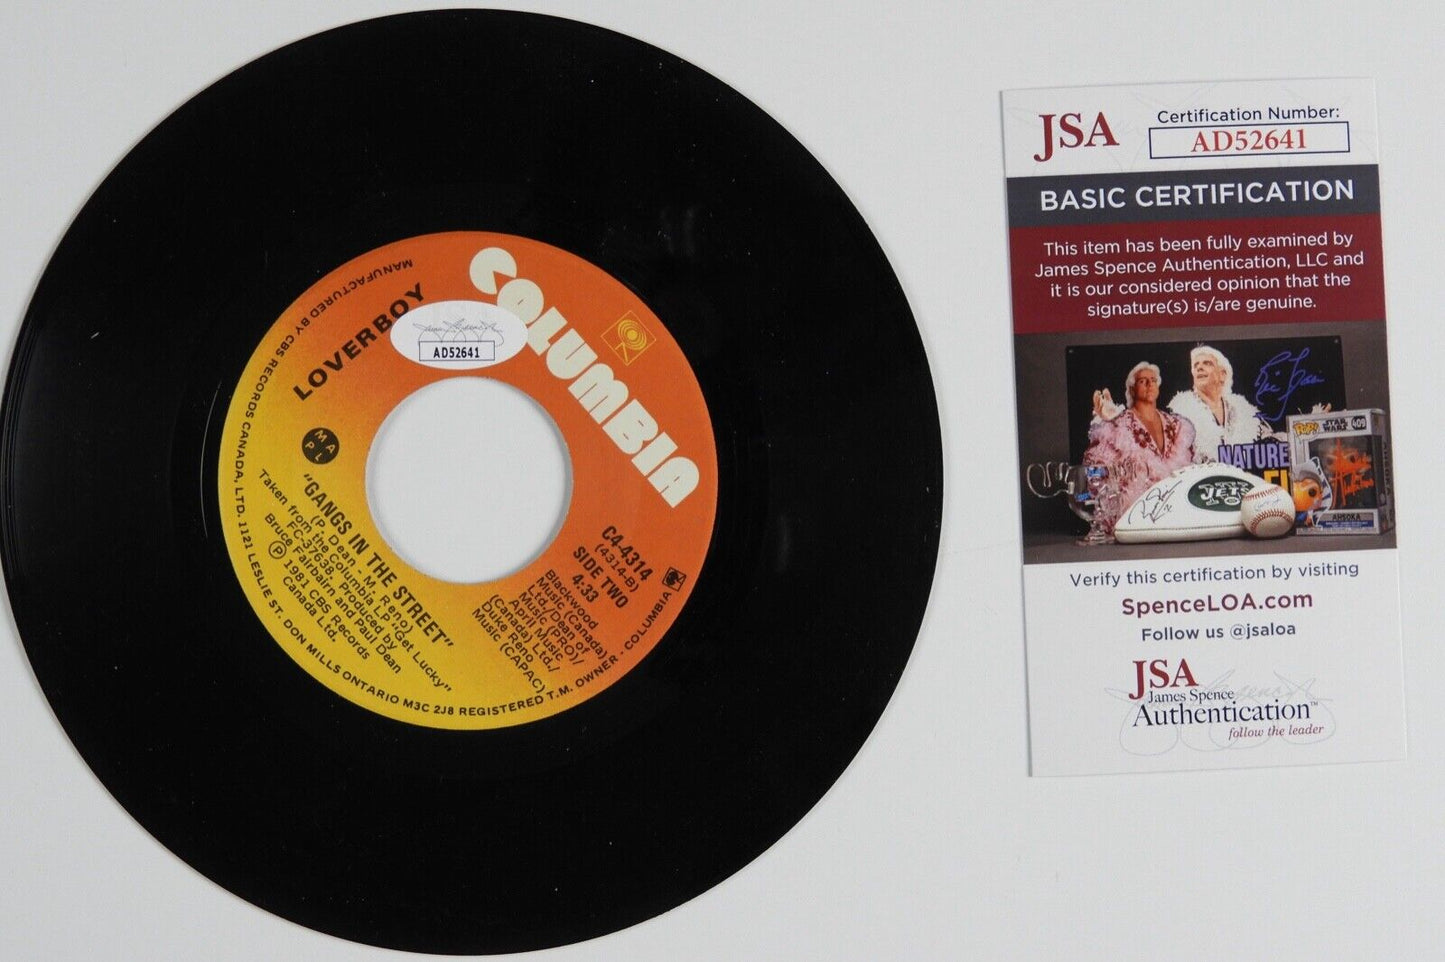 COLUMBIA
LOVERBOY
AD52641
M A
P L
"GANGS IN THE STREET"
(P. Dean - M. Reno)
Taken from the Columbia LP "Get Lucky"
FC-37638. Produced by
Bruce Fairbairn and Paul Dean
Ⓟ 1981 CBS Records
Canada Ltd.
C4-4314
(4314-B)
SIDE TWO
4:33
Blackwood
Music (Canada)
Ltd./Dean of
Music (PRO)/
April Music
(Canada) Ltd./
Duke Reno
Music (CAPAC)
MANUFACTURED BY CBS RECORDS CANADA, LTD. 1121 LESLIE ST. DON MILLS ONTARIO M3C 2J8 REGISTERED T.M. OWNER - COLUMBIA
JSA
Certification Number:
AD52641
BASIC CERTIFICATION
This item has been fully examined by
James Spence Authentication, LLC and
it is our considered opinion that the
signature(s) is/are genuine.
NATURE
JETS
POP!
STAR WARS
409
AHSOKA
Verify this certification by visiting
SpenceLOA.com
Follow us @jsaloa
JSA
James Spence
Authentication™
follow the leader